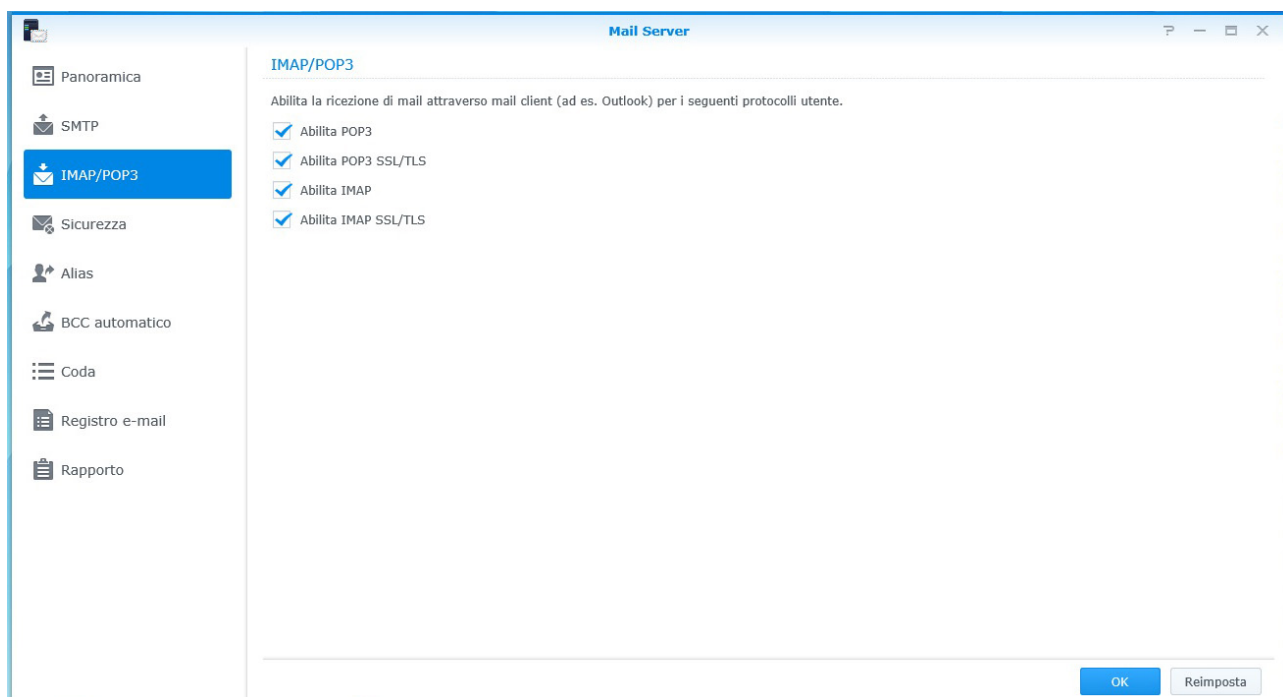 Mail Server
Panoramica
SMTP
IMAP/POP3
Sicurezza
Alias
BCC automatico
Coda
Registro e-mail
Rapporto
IMAP/POP3
Abilita la ricezione di mail attraverso mail client (ad es. Outlook) per i seguenti protocolli utente.
Abilita POP3
Abilita POP3 SSL/TLS
Abilita IMAP
Abilita IMAP SSL/TLS
OK
Reimposta